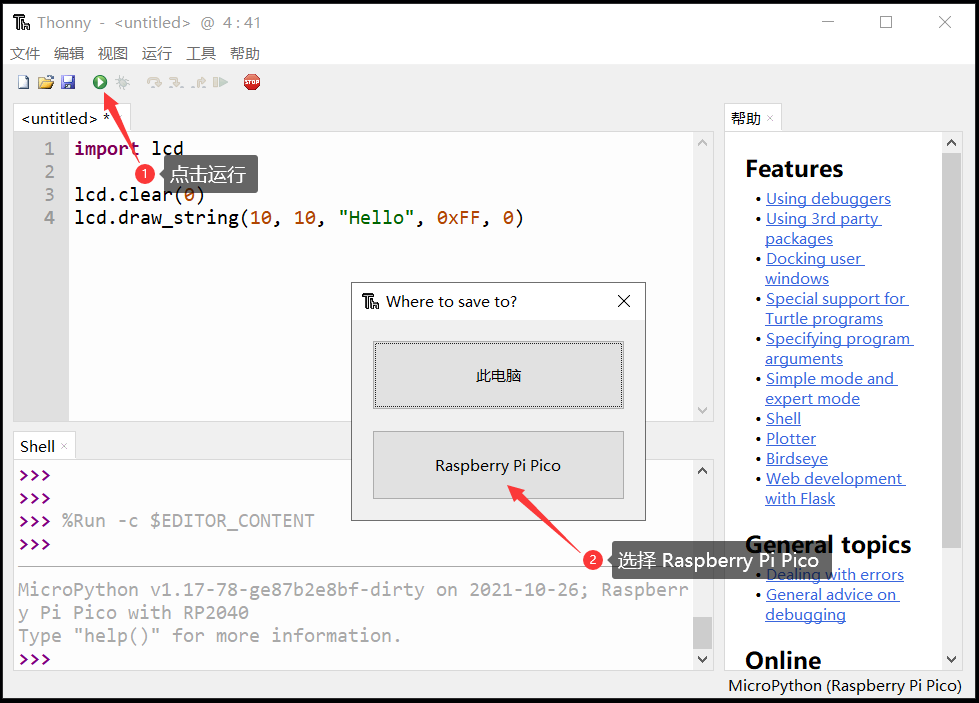 Thonny - <untitled> @ 4:41
文件 编辑 视图 运行 工具 帮助
STOP
<untitled> *
1 import lcd
2
3 lcd.clear(0)
4 lcd.draw_string(10, 10, "Hello", 0xFF, 0)
1 点击运行
Where to save to?
此电脑
Raspberry Pi Pico
2 选择 Raspberry Pi Pico
Shell
>>>
>>>
>>> %Run -c $EDITOR_CONTENT
>>>
MicroPython v1.17-78-ge87b2e8bf-dirty on 2021-10-26; Raspberr
y Pi Pico with RP2040
Type "help()" for more information.
>>>
帮助
Features
• Using debuggers
• Using 3rd party
packages
• Docking user
windows
• Special support for
Turtle programs
• Specifying program
arguments
• Simple mode and
expert mode
• Shell
• Plotter
• Birdseye
• Web development
with Flask
General topics
• Dealing with errors
• General advice on
debugging
Online
MicroPython (Raspberry Pi Pico)